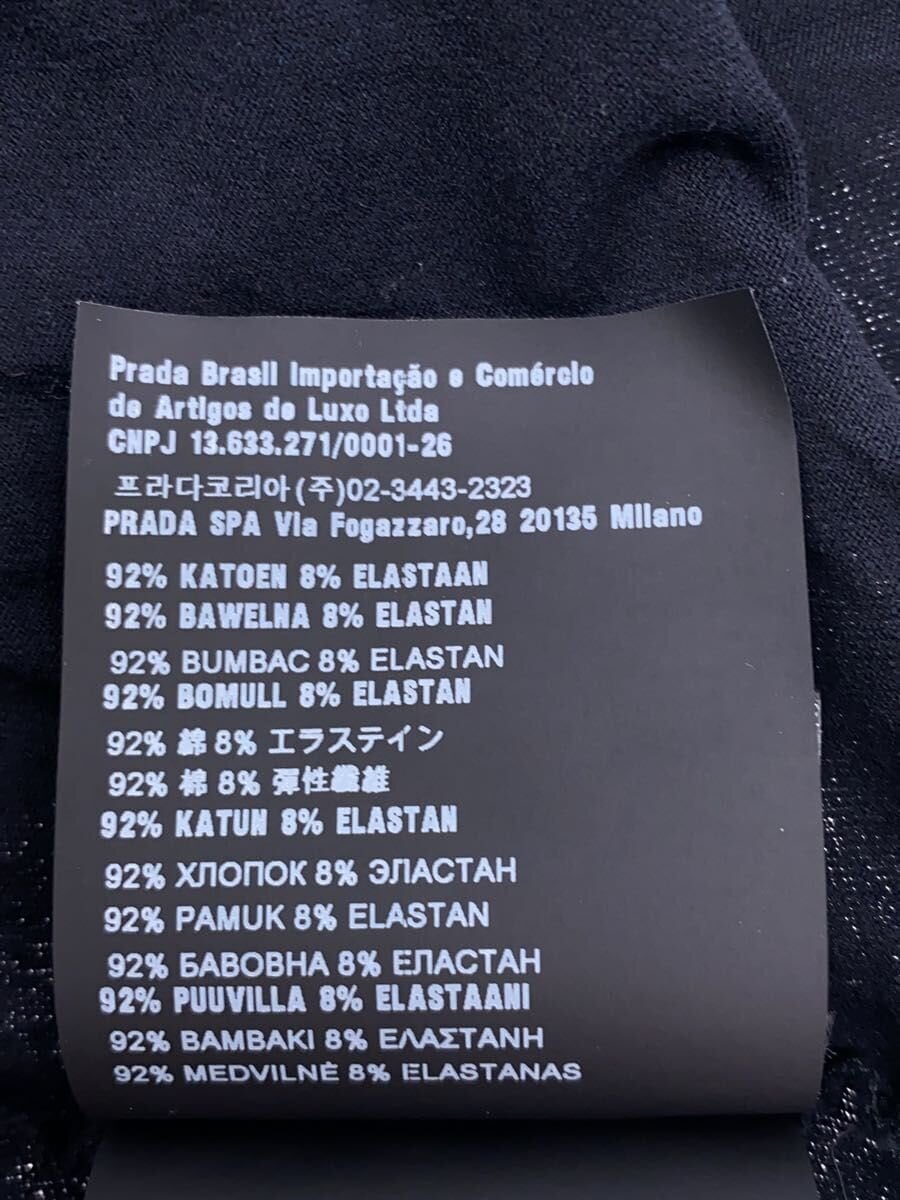 Prada Brasil Importação e Comércio
de Artigos de Luxo Ltda
CNPJ 13.633.271/0001-26
프라다코리아(주)02-3443-2323
PRADA SPA Via Fogazzaro,28 20135 Milano
92% KATOEN 8% ELASTAAN
92% BAWELNA 8% ELASTAN
92% BUMBAC 8% ELASTAN
92% BOMULL 8% ELASTAN
92% 綿 8% エラステイン
92% 棉 8% 彈性纖維
92% KATUN 8% ELASTAN
92% ХЛОПОК 8% ЭЛАСТАН
92% PAMUK 8% ELASTAN
92% БАВОВНА 8% ЕЛАСТАН
92% PUUVILLA 8% ELASTAANI
92% ΒΑΜΒΑΚΙ 8% ΕΛΑΣΤΑΝΗ
92% MEDVILNÈ 8% ELASTANAS